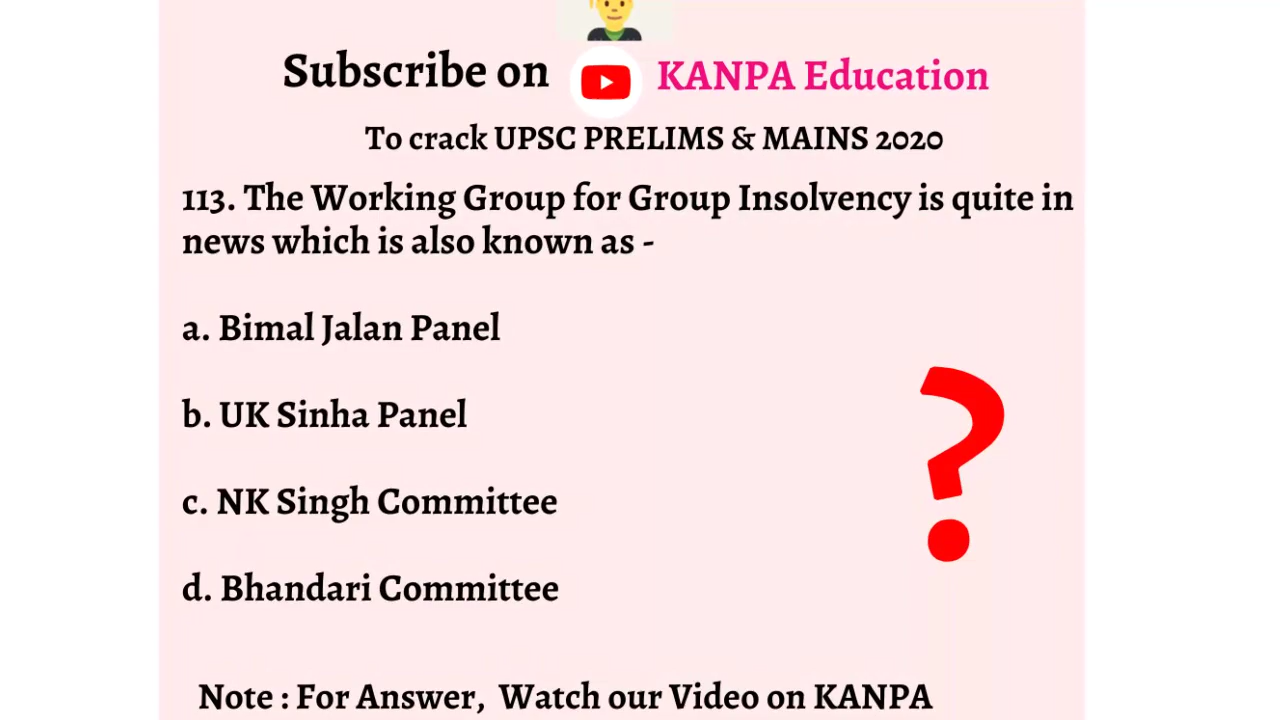 Subscribe on KANPA Education
To crack UPSC PRELIMS & MAINS 2020
113. The Working Group for Group Insolvency is quite in
news which is also known as -
a. Bimal Jalan Panel
b. UK Sinha Panel
c. NK Singh Committee
d. Bhandari Committee
?
Note : For Answer, Watch our Video on KANPA